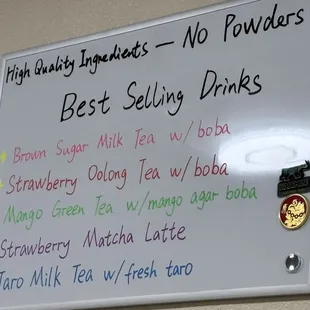 High Quality Ingredients — No Powders
Best Selling Drinks
Brown Sugar Milk Tea w/ boba
Strawberry Oolong Tea w/ boba
Mango Green Tea w/mango agar boba
Strawberry Matcha Latte
Taro Milk Tea w/ fresh taro